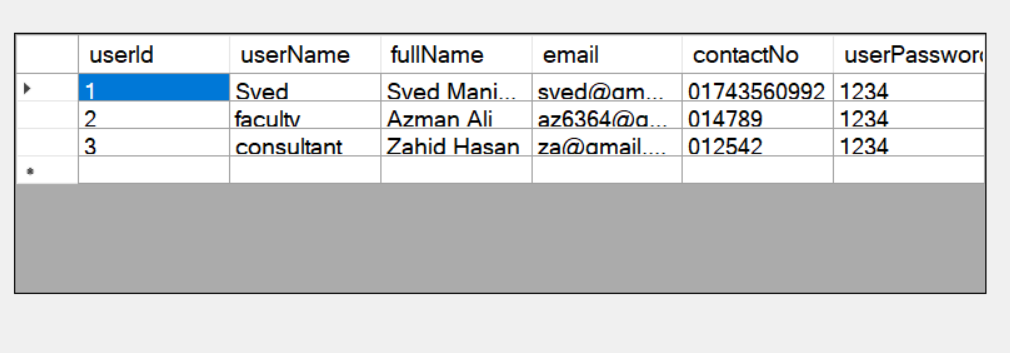 userId userName fullName email contactNo userPassword
1 Syed Syed Mani... syed@gm... 01743560992 1234
2 faculty Azman Ali az6364@g... 014789 1234
3 consultant Zahid Hasan za@gmail.... 012542 1234